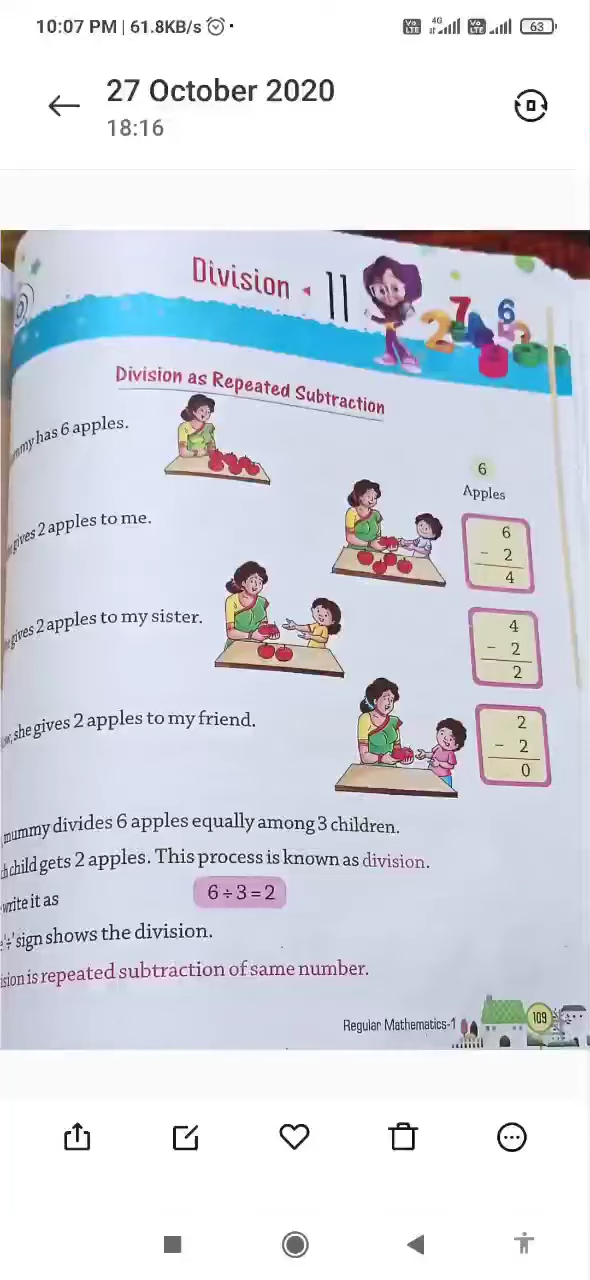 10:07 PM | 61.8KB/s
63
27 October 2020
18:16
Division 11
Division as Repeated Subtraction
has 6 apples.
6
Apples
gives 2 apples to me.
6
- 2
4
gives 2 apples to my sister.
4
- 2
2
she gives 2 apples to my friend.
2
- 2
0
mummy divides 6 apples equally among 3 children.
child gets 2 apples. This process is known as division.
write it as
6 ÷ 3 = 2
'÷' sign shows the division.
is repeated subtraction of same number.
Regular Mathematics-1
109